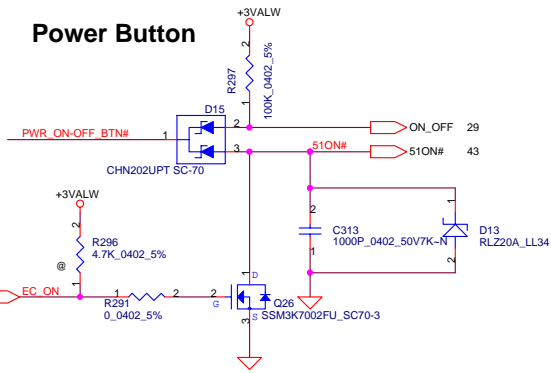 Power Button
+3VALW
2
R297
100K_0402_5%
1
D15
PWR_ON-OFF_BTN#
1
2
ON_OFF 29
3
51ON#
51ON# 43
CHN202UPT SC-70
+3VALW
2
R296
4.7K_0402_5%
@
1
2
C313
1000P_0402_50V7K~N
1
1
D13
RLZ20A_LL34
2
EC_ON
1
2
R291
0_0402_5%
2
G
1
D
Q26
SSM3K7002FU_SC70-3
S
3